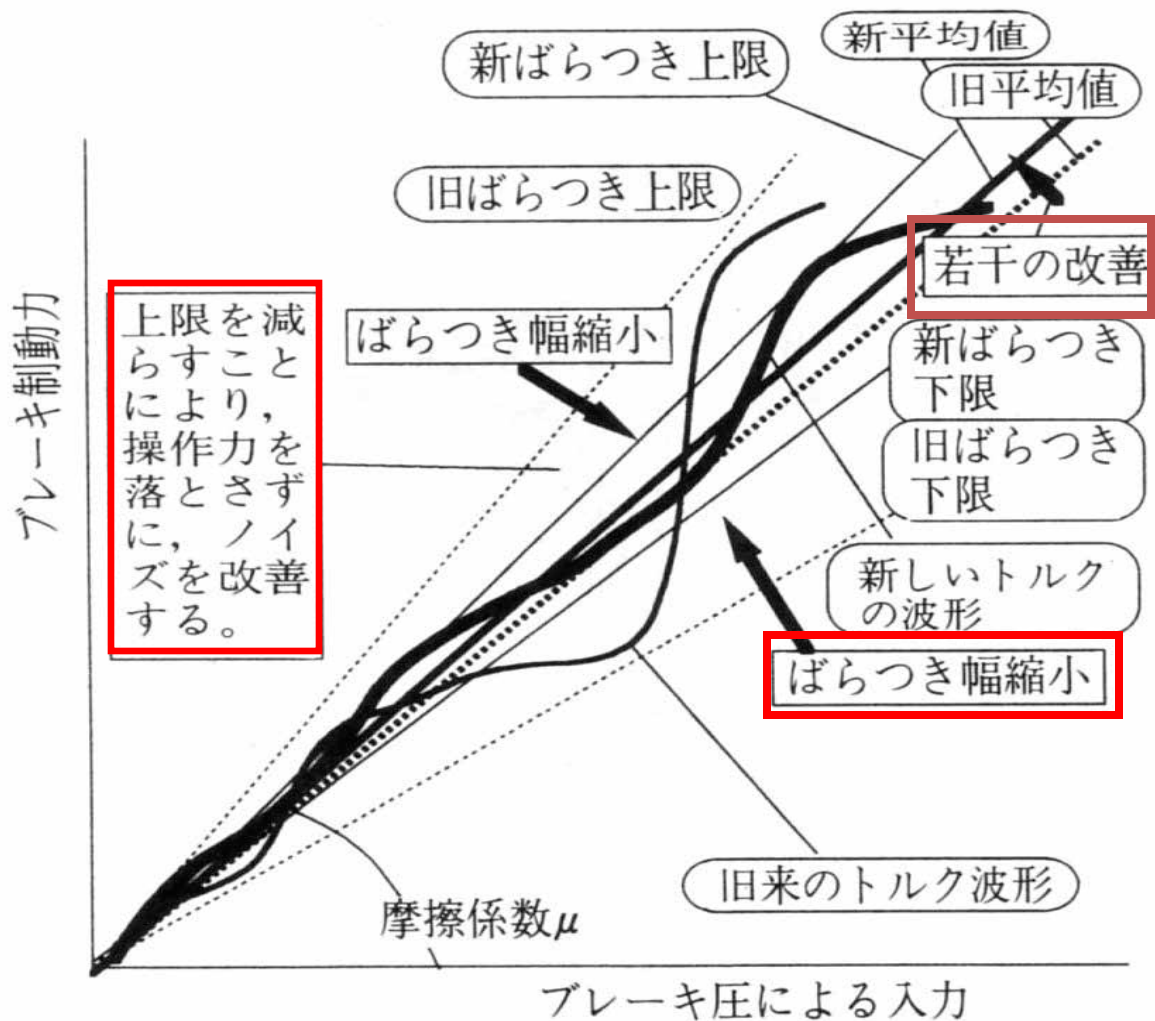 新平均値
新ばらつき上限
旧平均値
旧ばらつき上限
若干の改善
上限を減
らすこと
により，
操作力を
落とさず
に，ノイ
ズを改善
する。
ばらつき幅縮小
新ばらつき
下限
旧ばらつき
下限
新しいトルク
の波形
ばらつき幅縮小
旧来のトルク波形
摩擦係数μ
ブレーキ制動力
ブレーキ圧による入力